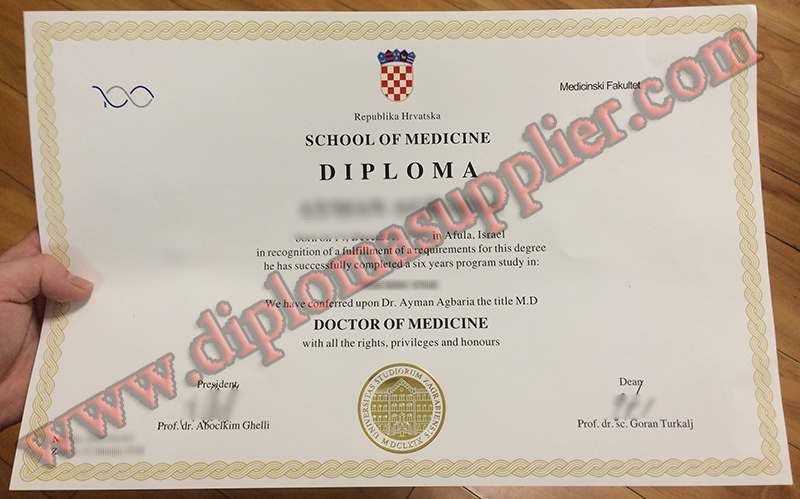 Medicinski Fakultet
Republika Hrvatska
SCHOOL OF MEDICINE
DIPLOMA
in Afula, Israel
in recognition of a fulfillment of a requirements for this degree
he has successfully completed a six years program study in:
We have conferred upon Dr. Ayman Agbaria the title M.D
DOCTOR OF MEDICINE
with all the rights, privileges and honours
President
Dean
UNIVERSITAS STUDIORUM ZAGRABIENSIS
MDCLXIX
Prof. dr. Ghelli
Prof. dr. sc. Goran Turkalj
www.diplomasupplier.com